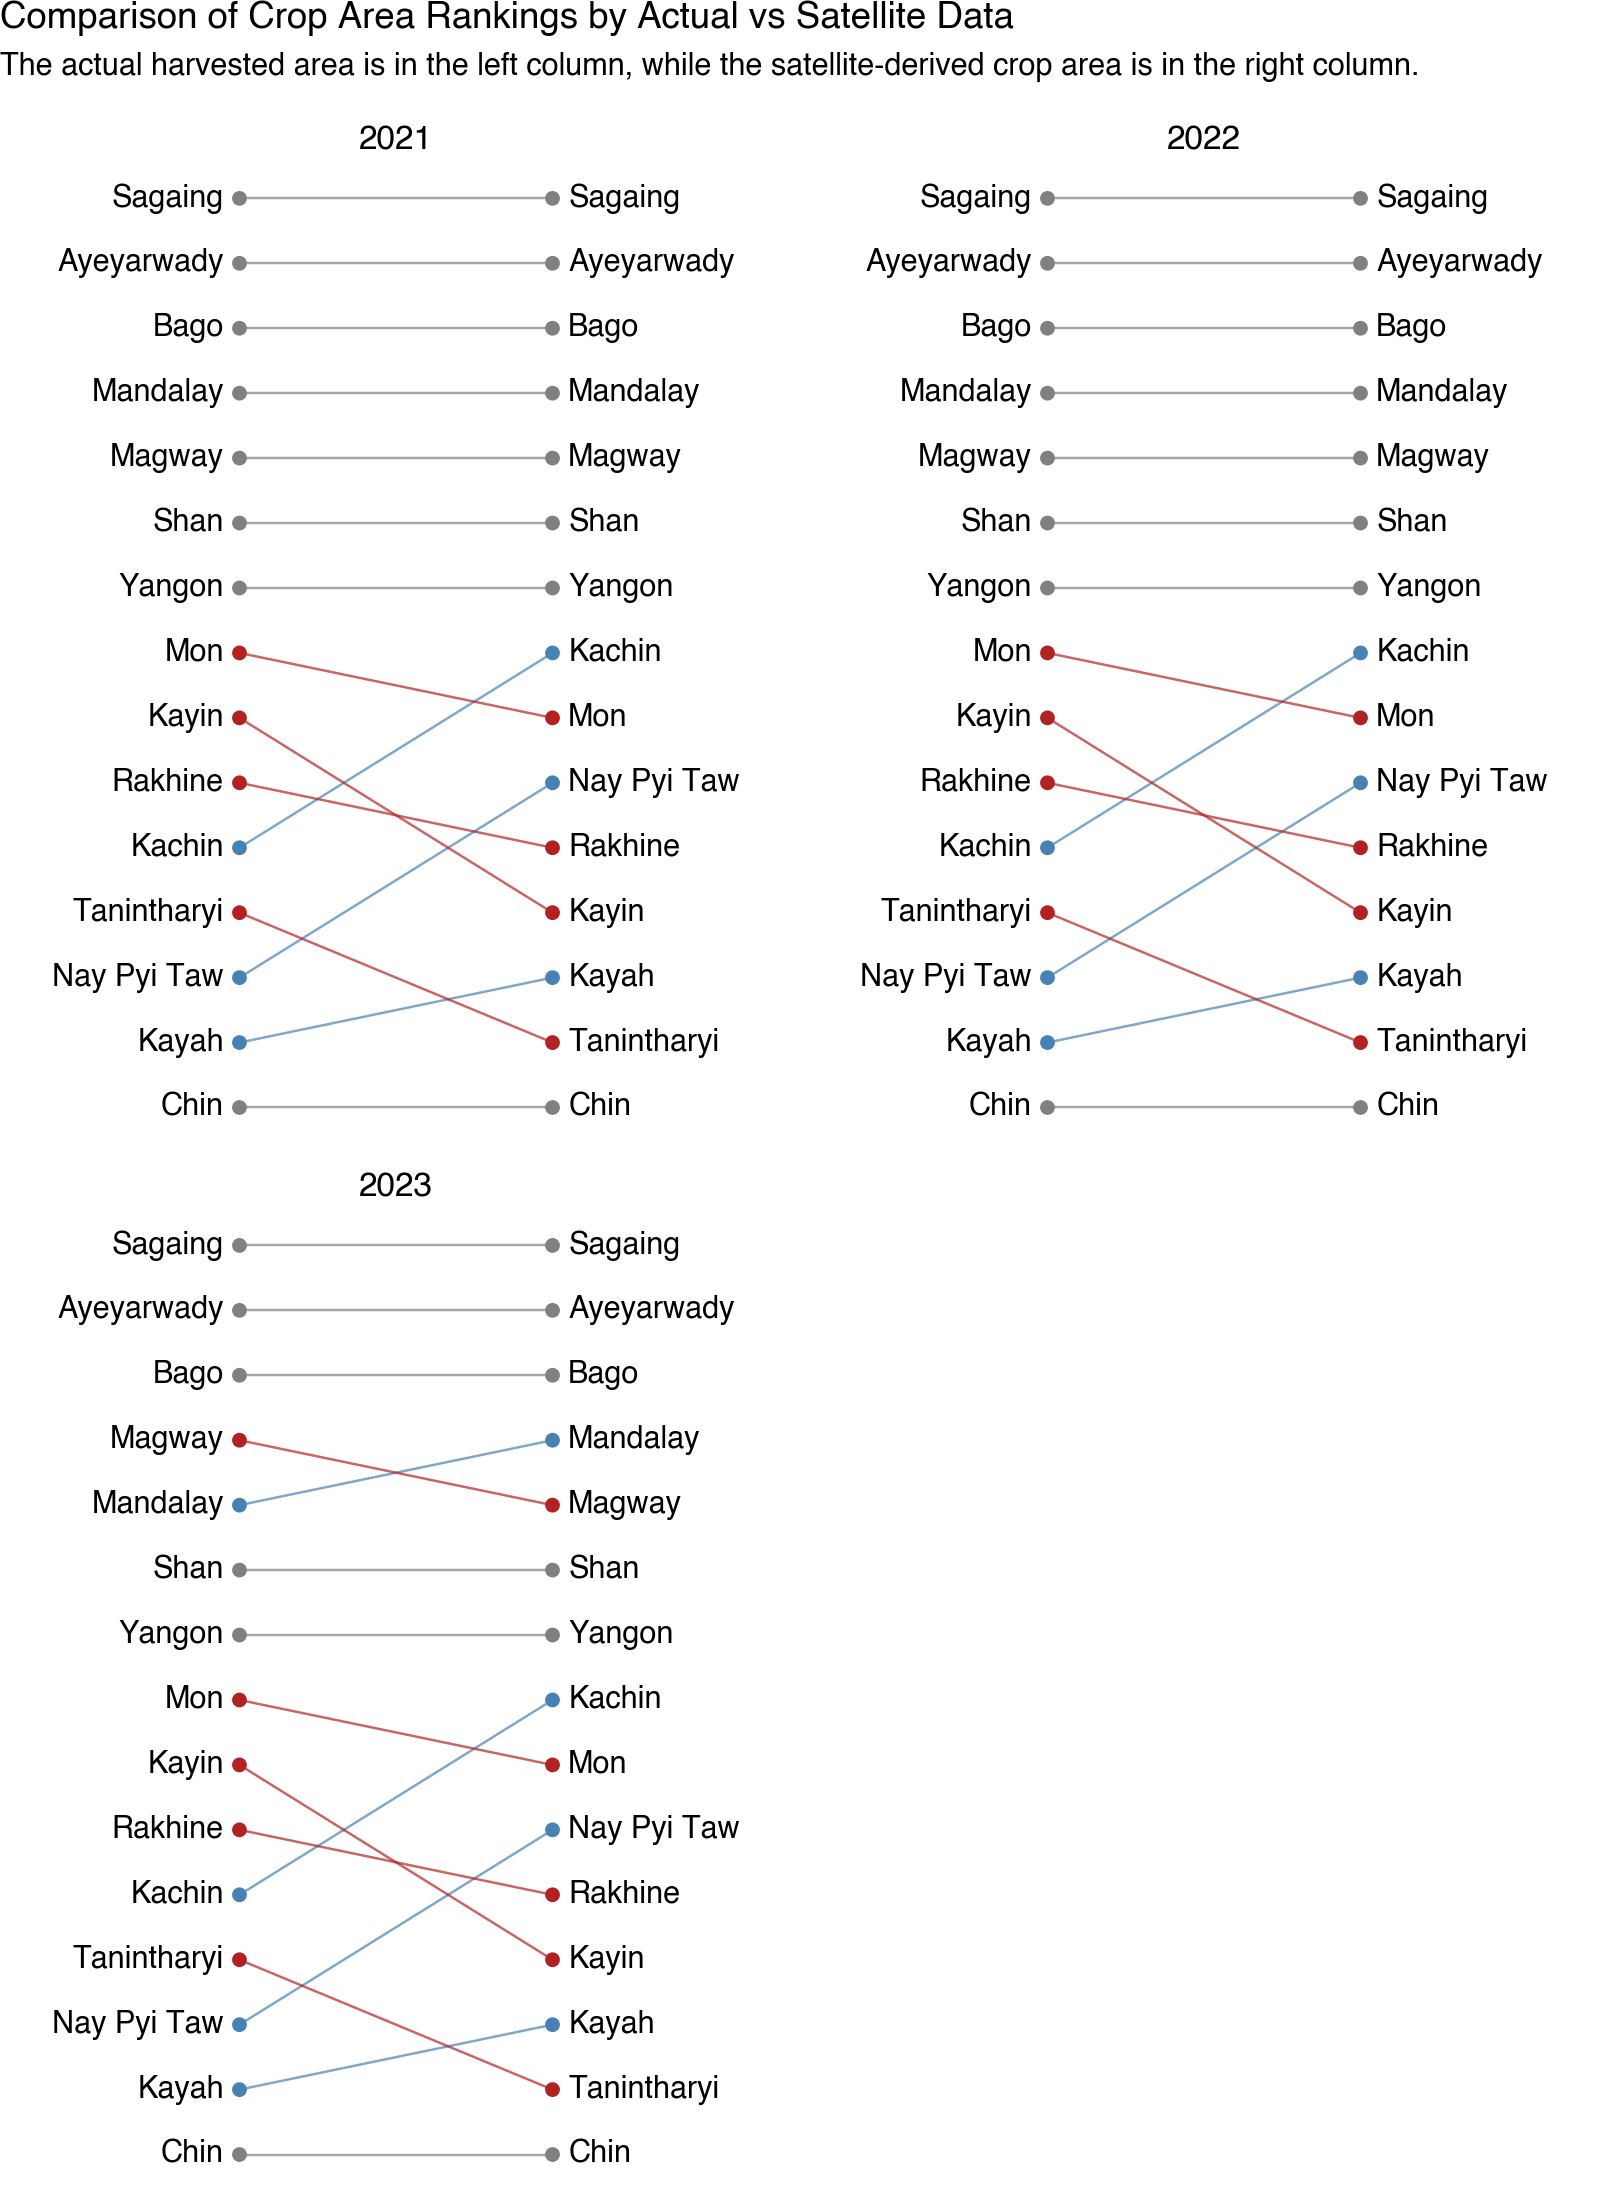 Comparison of Crop Area Rankings by Actual vs Satellite Data
The actual harvested area is in the left column, while the satellite-derived crop area is in the right column.
2021
Sagaing Sagaing
Ayeyarwady Ayeyarwady
Bago Bago
Mandalay Mandalay
Magway Magway
Shan Shan
Yangon Yangon
Mon Kachin
Kayin Mon
Rakhine Nay Pyi Taw
Kachin Rakhine
Tanintharyi Kayin
Nay Pyi Taw Kayah
Kayah Tanintharyi
Chin Chin
2022
Sagaing Sagaing
Ayeyarwady Ayeyarwady
Bago Bago
Mandalay Mandalay
Magway Magway
Shan Shan
Yangon Yangon
Mon Kachin
Kayin Mon
Rakhine Nay Pyi Taw
Kachin Rakhine
Tanintharyi Kayin
Nay Pyi Taw Kayah
Kayah Tanintharyi
Chin Chin
2023
Sagaing Sagaing
Ayeyarwady Ayeyarwady
Bago Bago
Magway Mandalay
Mandalay Magway
Shan Shan
Yangon Yangon
Mon Kachin
Kayin Mon
Rakhine Nay Pyi Taw
Kachin Rakhine
Tanintharyi Kayin
Nay Pyi Taw Kayah
Kayah Tanintharyi
Chin Chin